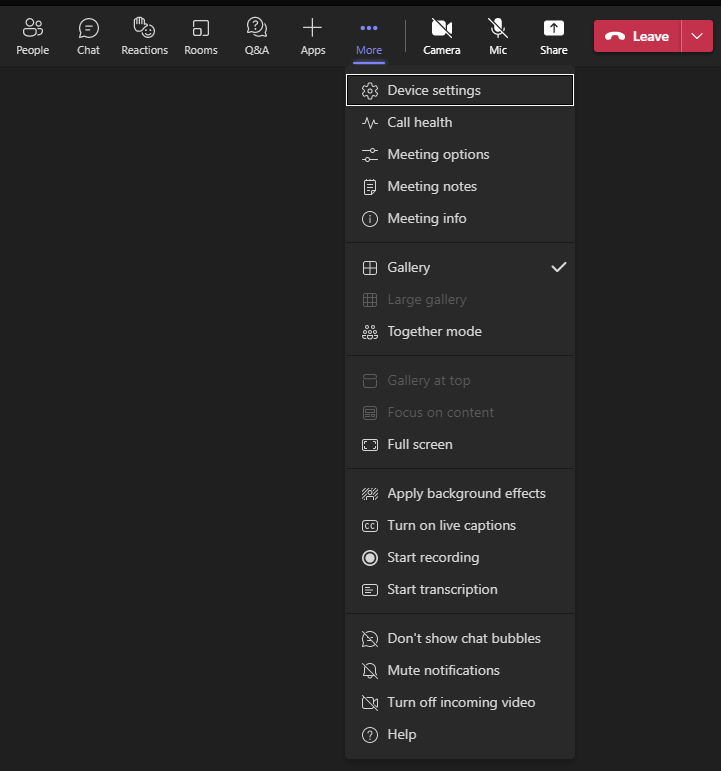 People
Chat
Reactions
Rooms
Q&A
Apps
More
Camera
Mic
Share
Leave
Device settings
Call health
Meeting options
Meeting notes
Meeting info
Gallery
Large gallery
Together mode
Gallery at top
Focus on content
Full screen
Apply background effects
CC Turn on live captions
Start recording
Start transcription
Don't show chat bubbles
Mute notifications
Turn off incoming video
Help